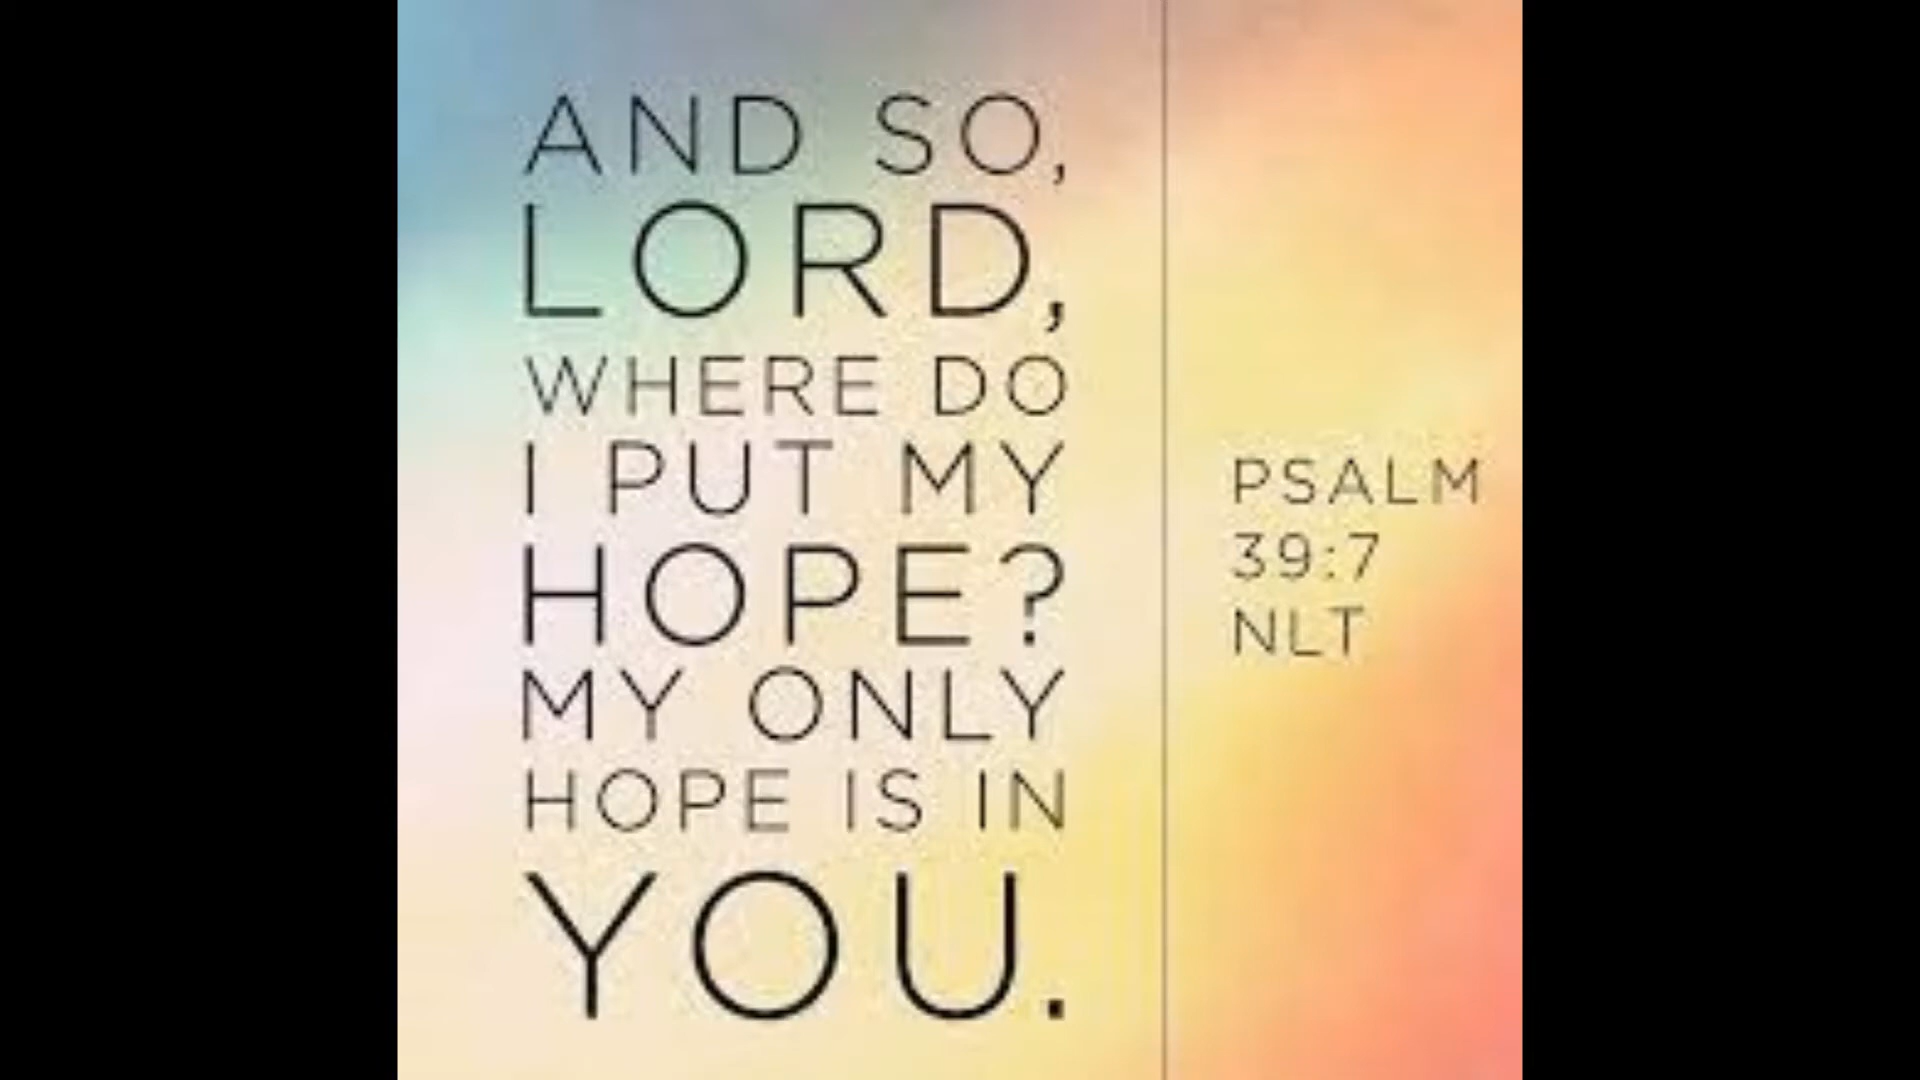 AND SO,
LORD,
WHERE DO
I PUT MY
HOPE?
MY ONLY
HOPE IS IN
YOU.
PSALM
39:7
NLT